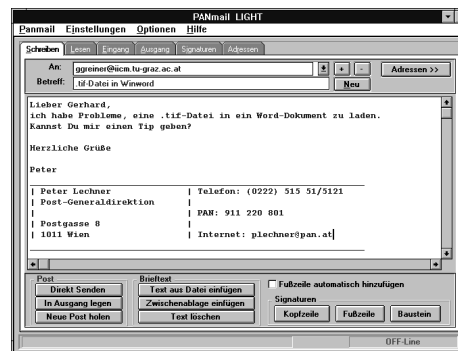 PANmail LIGHT
Panmail Einstellungen Optionen Hilfe
Schreiben Lesen Eingang Ausgang Signaturen Adressen
An: ggreiner@iicm.tu-graz.ac.at + - Adressen >>
Betreff: .tif-Datei in Winword Neu
Lieber Gerhard,
ich habe Probleme, eine .tif-Datei in ein Word-Dokument zu laden.
Kannst Du mir einen Tip geben?
Herzliche Grüße
Peter
| Peter Lechner | Telefon: (0222) 515 51/5121
| Post-Generaldirektion |
| | PAN: 911 220 801
| Postgasse 8 |
| 1011 Wien | Internet: plechner@pan.at
Post Brieftext
Direkt Senden Text aus Datei einfügen Fußzeile automatisch hinzufügen
In Ausgang legen Zwischenablage einfügen Signaturen
Neue Post holen Text löschen Kopfzeile Fußzeile Baustein
OFF-Line